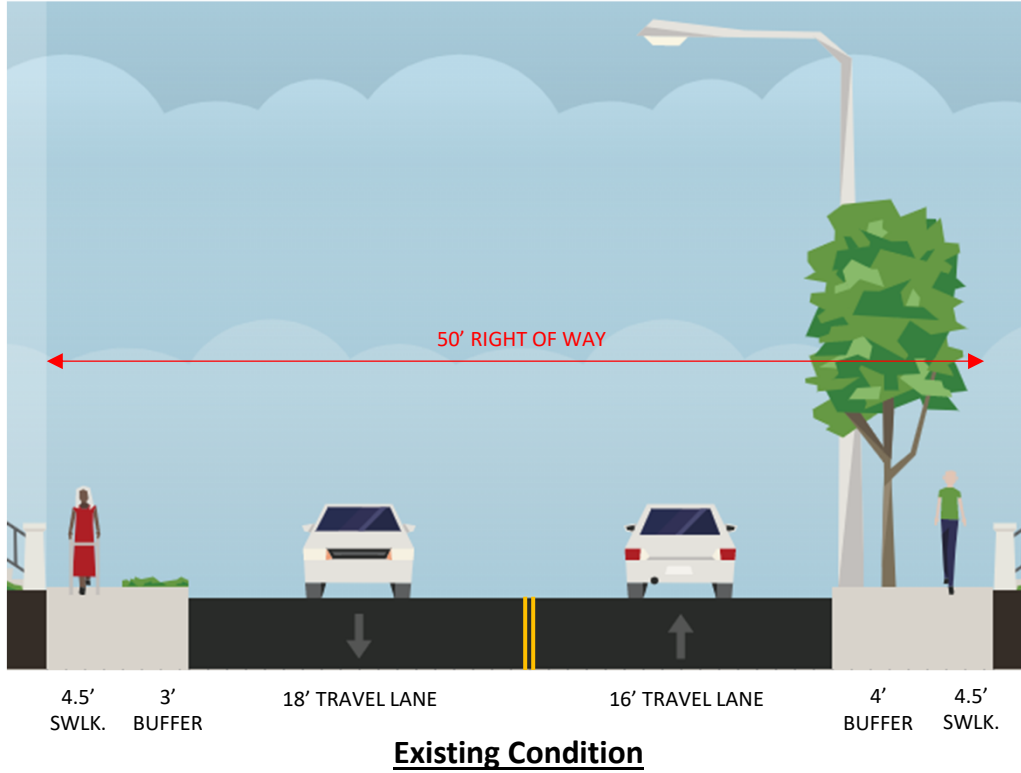 50’ RIGHT OF WAY
4.5’
SWLK.
3’
BUFFER
18’ TRAVEL LANE
16’ TRAVEL LANE
4’
BUFFER
4.5’
SWLK.
Existing Condition